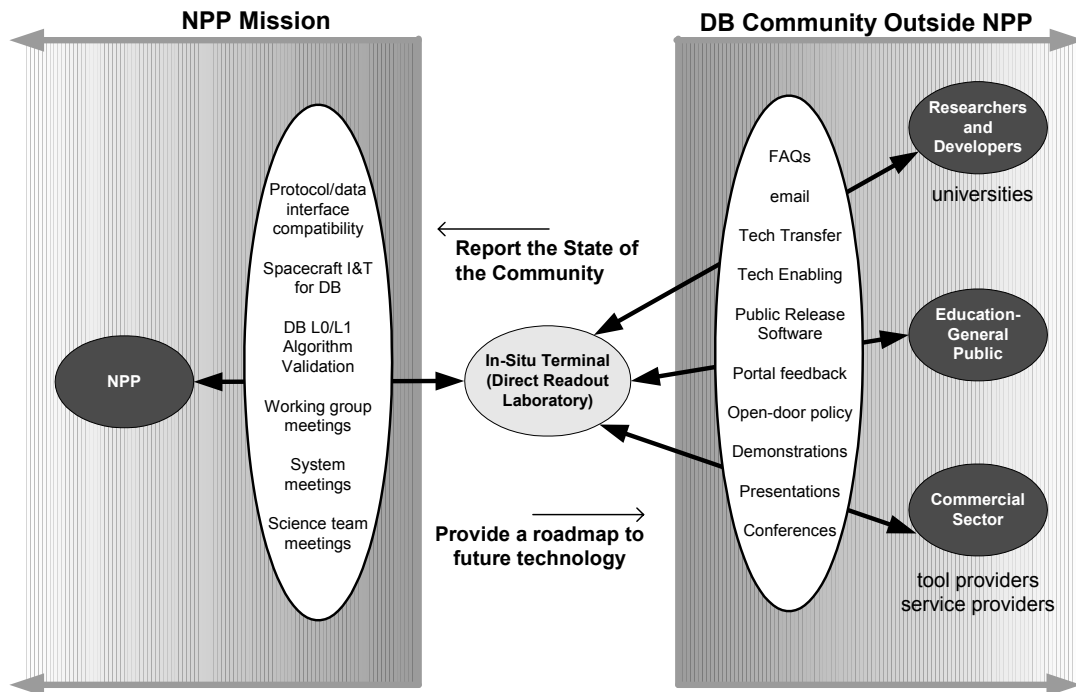 NPP Mission
DB Community Outside NPP
Protocol/data
interface
compatibility
Spacecraft I&T
for DB
DB L0/L1
Algorithm
Validation
Working group
meetings
System
meetings
Science team
meetings
NPP
Report the State of
the Community
In-Situ Terminal
(Direct Readout
Laboratory)
Provide a roadmap to
future technology
FAQs
email
Tech Transfer
Tech Enabling
Public Release
Software
Portal feedback
Open-door policy
Demonstrations
Presentations
Conferences
Researchers
and
Developers
universities
Education-
General
Public
Commercial
Sector
tool providers
service providers